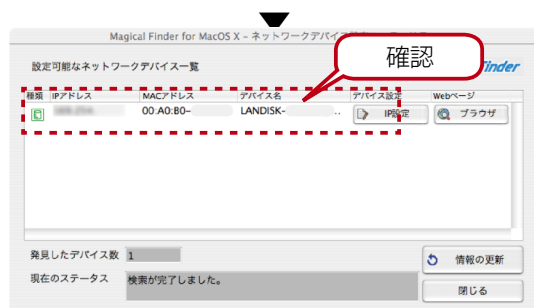 Magical Finder for MacOS X – ネットワークデバイ
確認
設定可能なネットワークデバイス一覧
Finder
種類 IPアドレス MACアドレス デバイス名 デバイス設定 Webページ
00:A0:B0- LANDISK- .. IP設定 ブラウザ
発見したデバイス数 1
情報の更新
現在のステータス 検索が完了しました。
閉じる